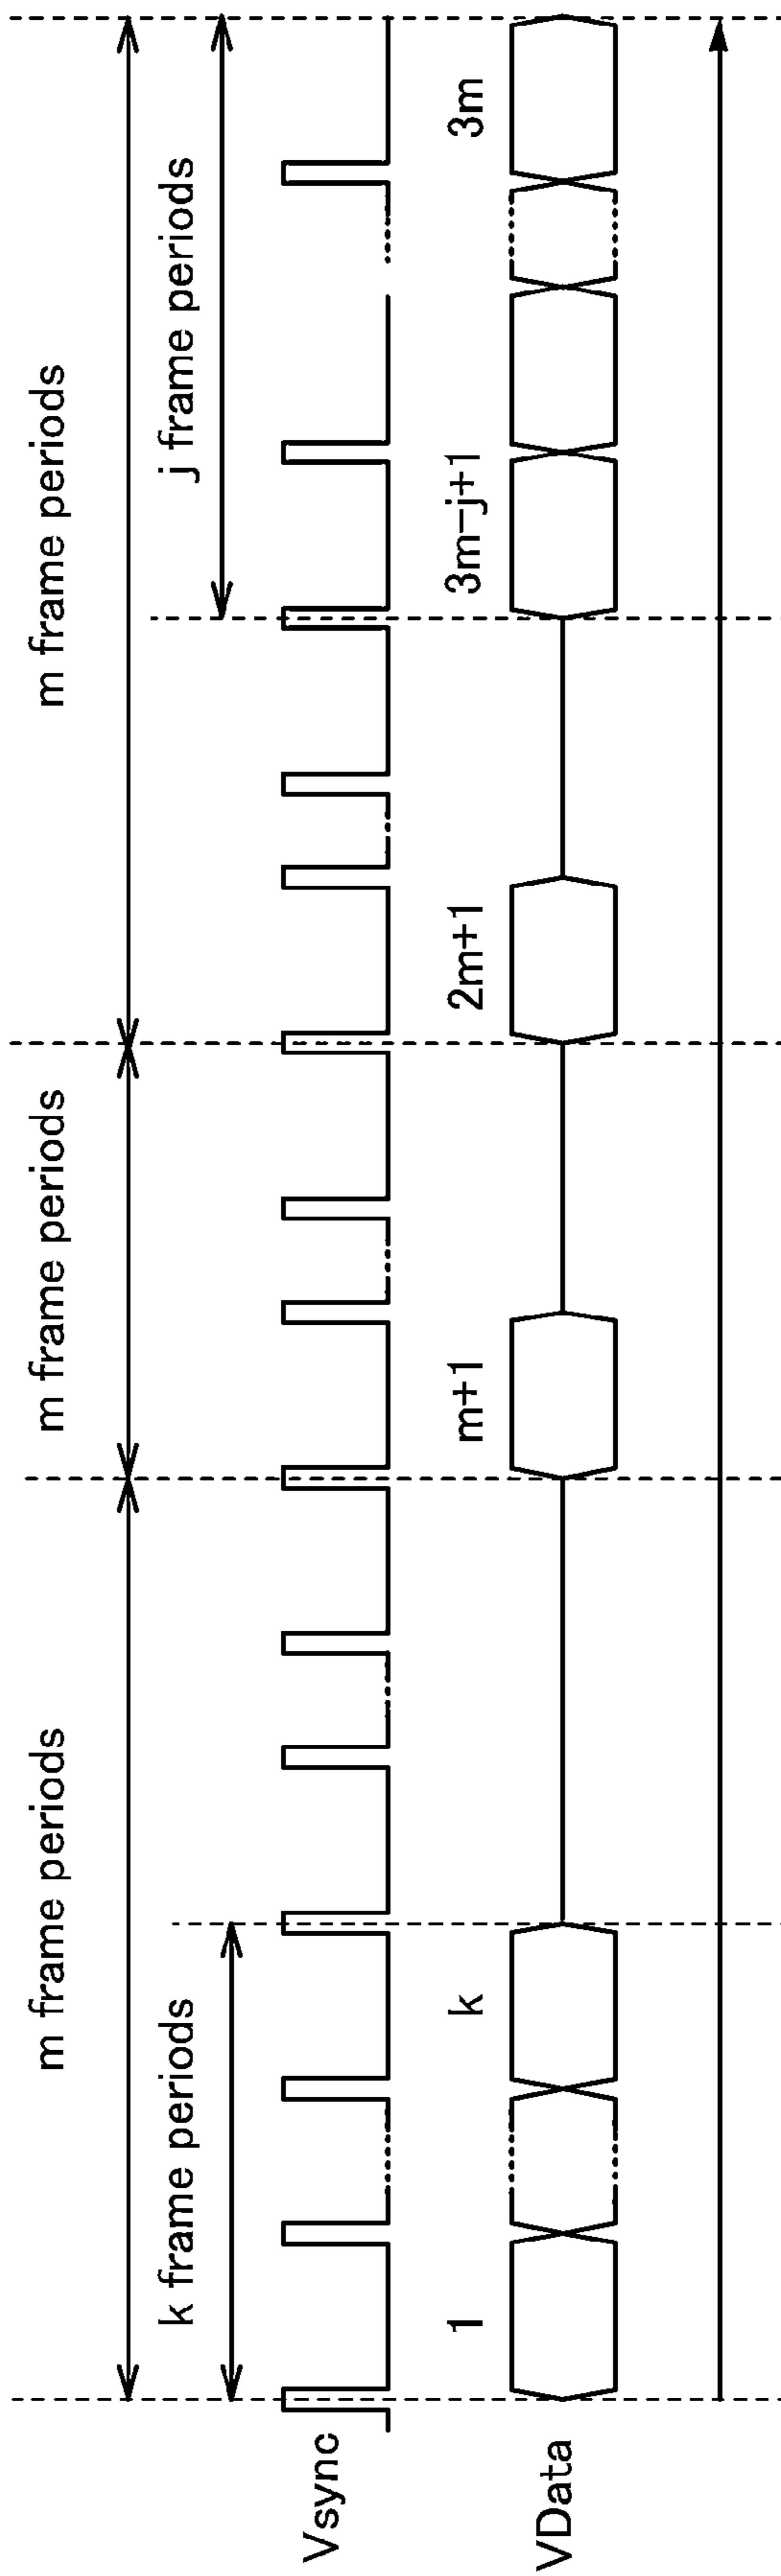 m frame periods
m frame periods
m frame periods
k frame periods
j frame periods
Vsync
VData
1
k
m+1
2m+1
3m-j+1
3m